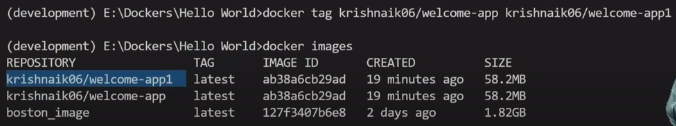 (development) E:\Dockers\Hello World>docker tag krishnaik06/welcome-app krishnaik06/welcome-app1
(development) E:\Dockers\Hello World>docker images
REPOSITORY TAG IMAGE ID CREATED SIZE
krishnaik06/welcome-app1 latest ab38a6cb29ad 19 minutes ago 58.2MB
krishnaik06/welcome-app latest ab38a6cb29ad 19 minutes ago 58.2MB
boston_image latest 127f3407b6e8 2 days ago 1.82GB